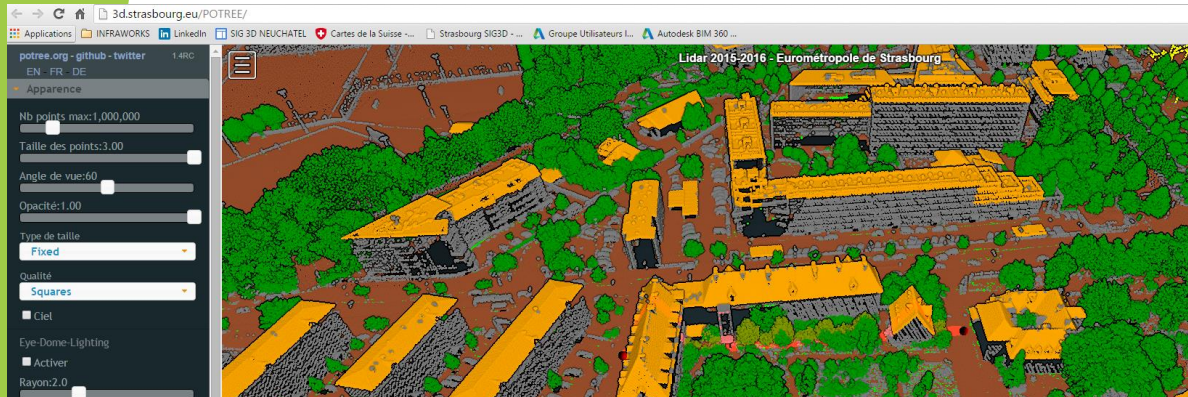 3d.strasbourg.eu/POTREE/
Applications INFRAWORKS LinkedIn SIG 3D NEUCHATEL Cartes de la Suisse -... Strasbourg SIG3D - ... Groupe Utilisateurs I... Autodesk BIM 360 ...
potree.org - github - twitter 1.4RC
EN - FR - DE
Apparence
Lidar 2015-2016 - Eurométropole de Strasbourg
Nb points max:1,000,000
Taille des points:3.00
Angle de vue:60
Opacité:1.00
Type de taille
Fixed
Qualité
Squares
Ciel
Eye-Dome-Lighting
Activer
Rayon:2.0